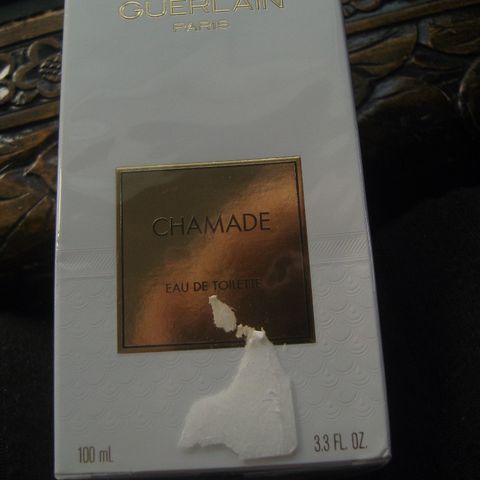 GUERLAIN
PARIS
CHAMADE
EAU DE TOILETTE
100 mL
3.3 FL. OZ.